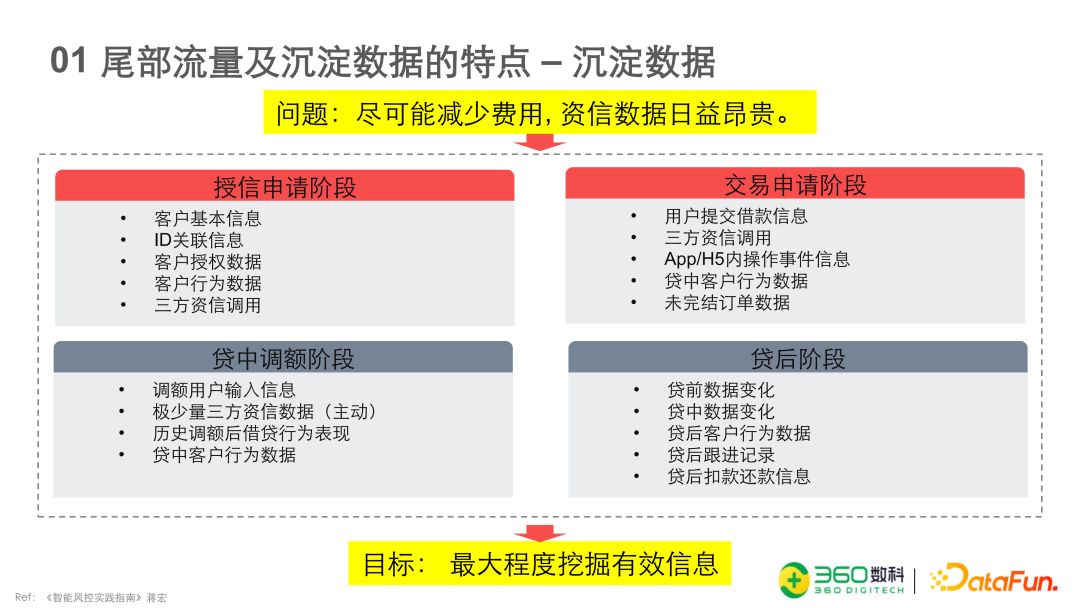 01 尾部流量及沉淀数据的特点 – 沉淀数据
问题：尽可能减少费用, 资信数据日益昂贵。
授信申请阶段
• 客户基本信息
• ID关联信息
• 客户授权数据
• 客户行为数据
• 三方资信调用
交易申请阶段
• 用户提交借款信息
• 三方资信调用
• App/H5内操作事件信息
• 贷中客户行为数据
• 未完结订单数据
贷中调额阶段
• 调额用户输入信息
• 极少量三方资信数据（主动）
• 历史调额后借贷行为表现
• 贷中客户行为数据
贷后阶段
• 贷前数据变化
• 贷中数据变化
• 贷后客户行为数据
• 贷后跟进记录
• 贷后扣款还款信息
目标： 最大程度挖掘有效信息
360数科
360 DIGITECH
DataFun.
Ref: 《智能风控实践指南》蒋宏